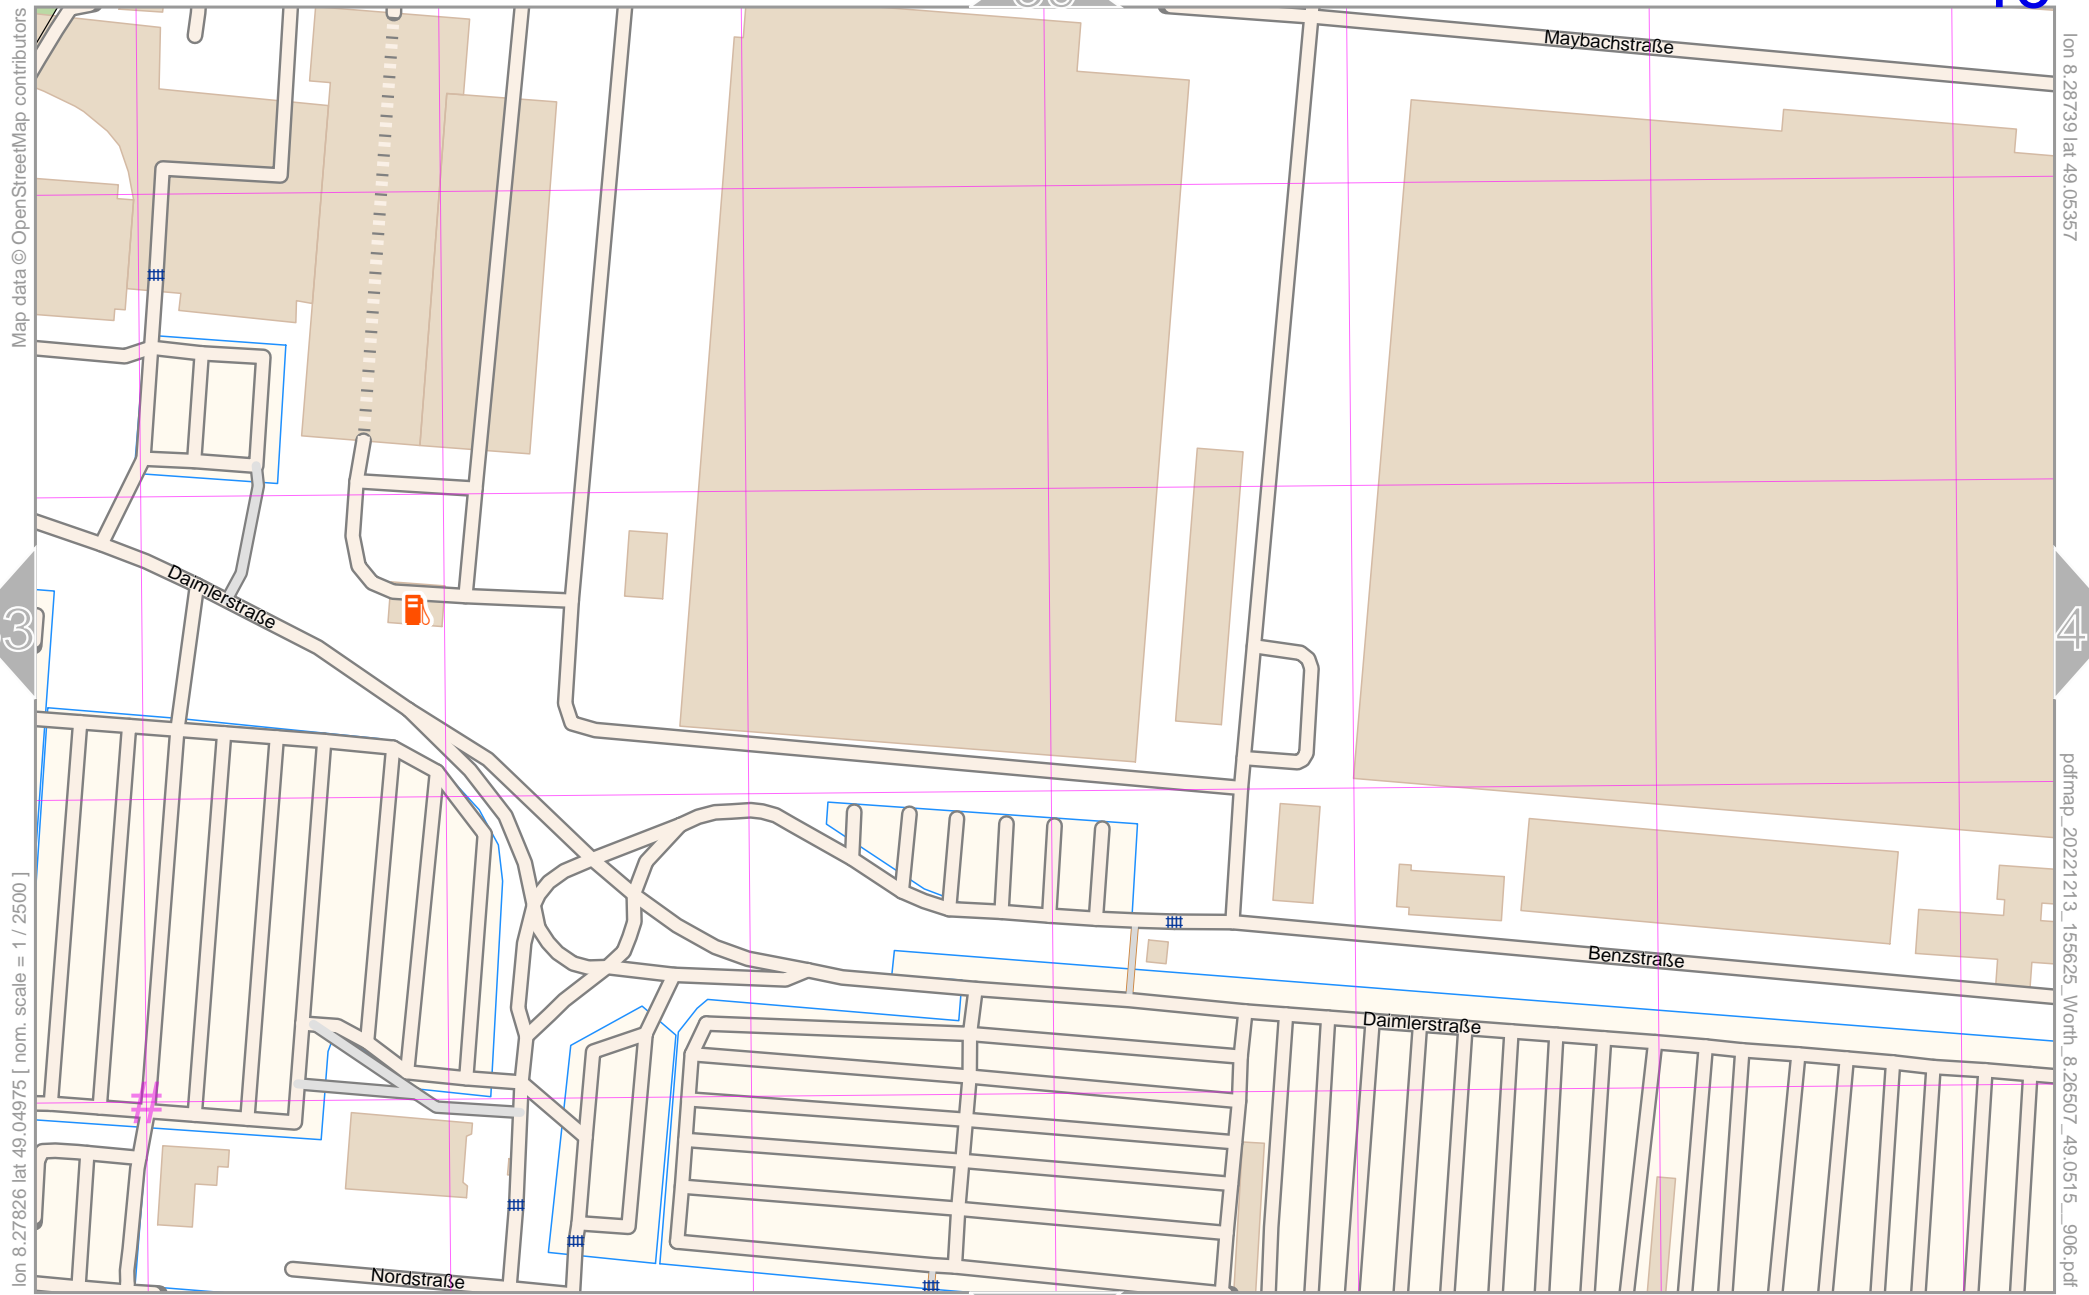 Maybachstraße
Map data © OpenStreetMap contributors
lon 8.28739 lat 49.05357
Daimlerstraße
3
4
Benzstraße
Daimlerstraße
Nordstraße
lon 8.27826 lat 49.04975 [ nom. scale = 1 / 2500 ]
pdfmap_20221213_155625_Worth_8.26507_49.0515__906.pdf